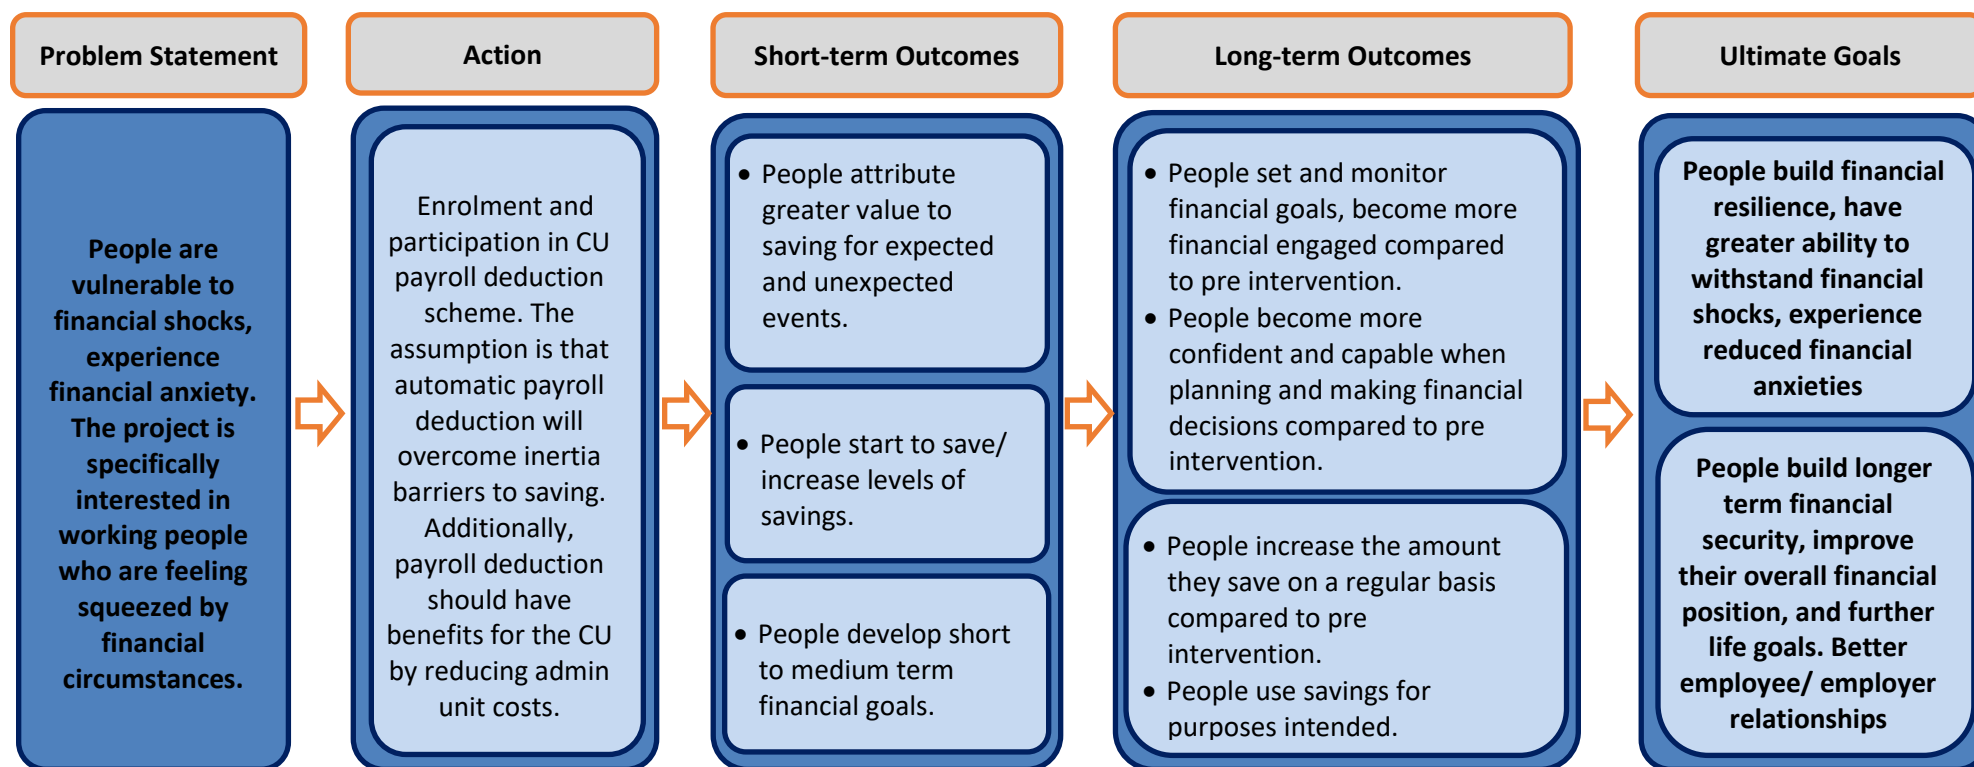 Problem Statement
Action
Short-term Outcomes
Long-term Outcomes
Ultimate Goals
People are
vulnerable to
financial shocks,
experience
financial anxiety.
The project is
specifically
interested in
working people
who are feeling
squeezed by
financial
circumstances.
Enrolment and
participation in CU
payroll deduction
scheme. The
assumption is that
automatic payroll
deduction will
overcome inertia
barriers to saving.
Additionally,
payroll deduction
should have
benefits for the CU
by reducing admin
unit costs.
• People attribute
greater value to
saving for expected
and unexpected
events.
• People start to save/
increase levels of
savings.
• People develop short
to medium term
financial goals.
• People set and monitor
financial goals, become more
financial engaged compared
to pre intervention.
• People become more
confident and capable when
planning and making financial
decisions compared to pre
intervention.
• People increase the amount
they save on a regular basis
compared to pre
intervention.
• People use savings for
purposes intended.
People build financial
resilience, have
greater ability to
withstand financial
shocks, experience
reduced financial
anxieties
People build longer
term financial
security, improve
their overall financial
position, and further
life goals. Better
employee/ employer
relationships